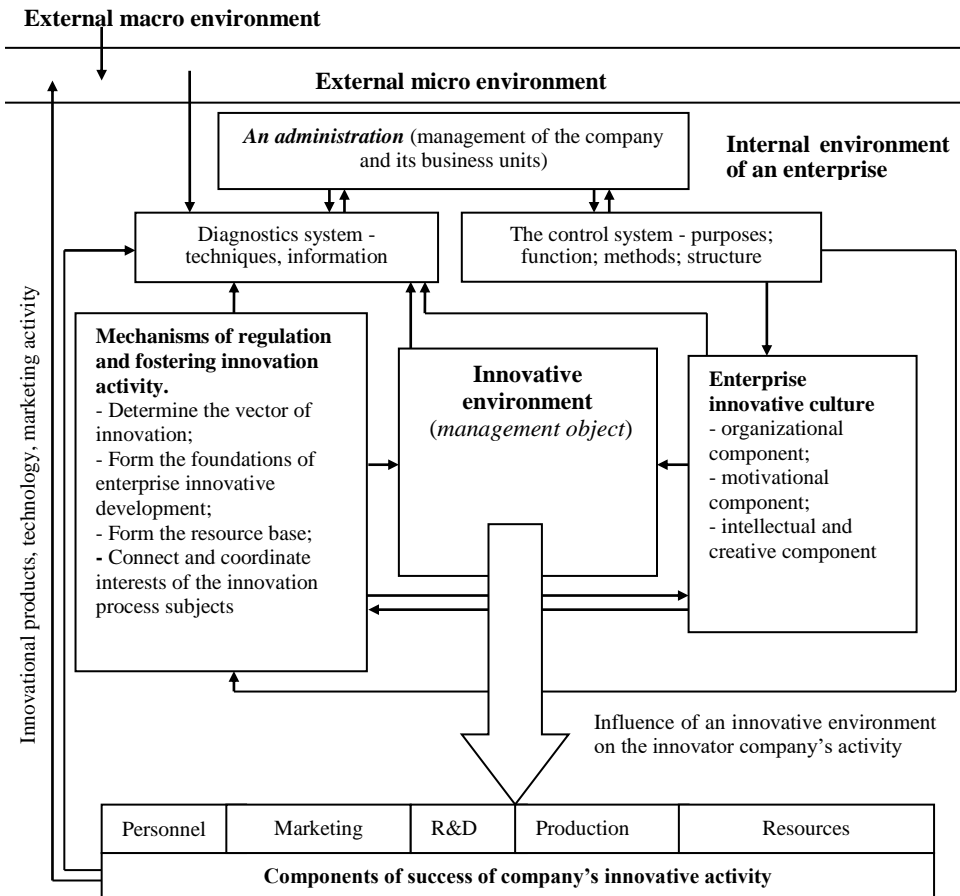 External macro environment
External micro environment
An administration (management of the company
and its business units)
Internal environment
of an enterprise
Diagnostics system -
techniques, information
The control system - purposes;
function; methods; structure
Mechanisms of regulation
and fostering innovation
activity.
- Determine the vector of
innovation;
- Form the foundations of
enterprise innovative
development;
- Form the resource base;
- Connect and coordinate
interests of the innovation
process subjects
Innovative
environment
(management object)
Enterprise
innovative culture
- organizational
component;
- motivational
component;
- intellectual and
creative component
Innovational products, technology, marketing activity
Influence of an innovative environment
on the innovator company’s activity
Personnel
Marketing
R&D
Production
Resources
Components of success of company’s innovative activity